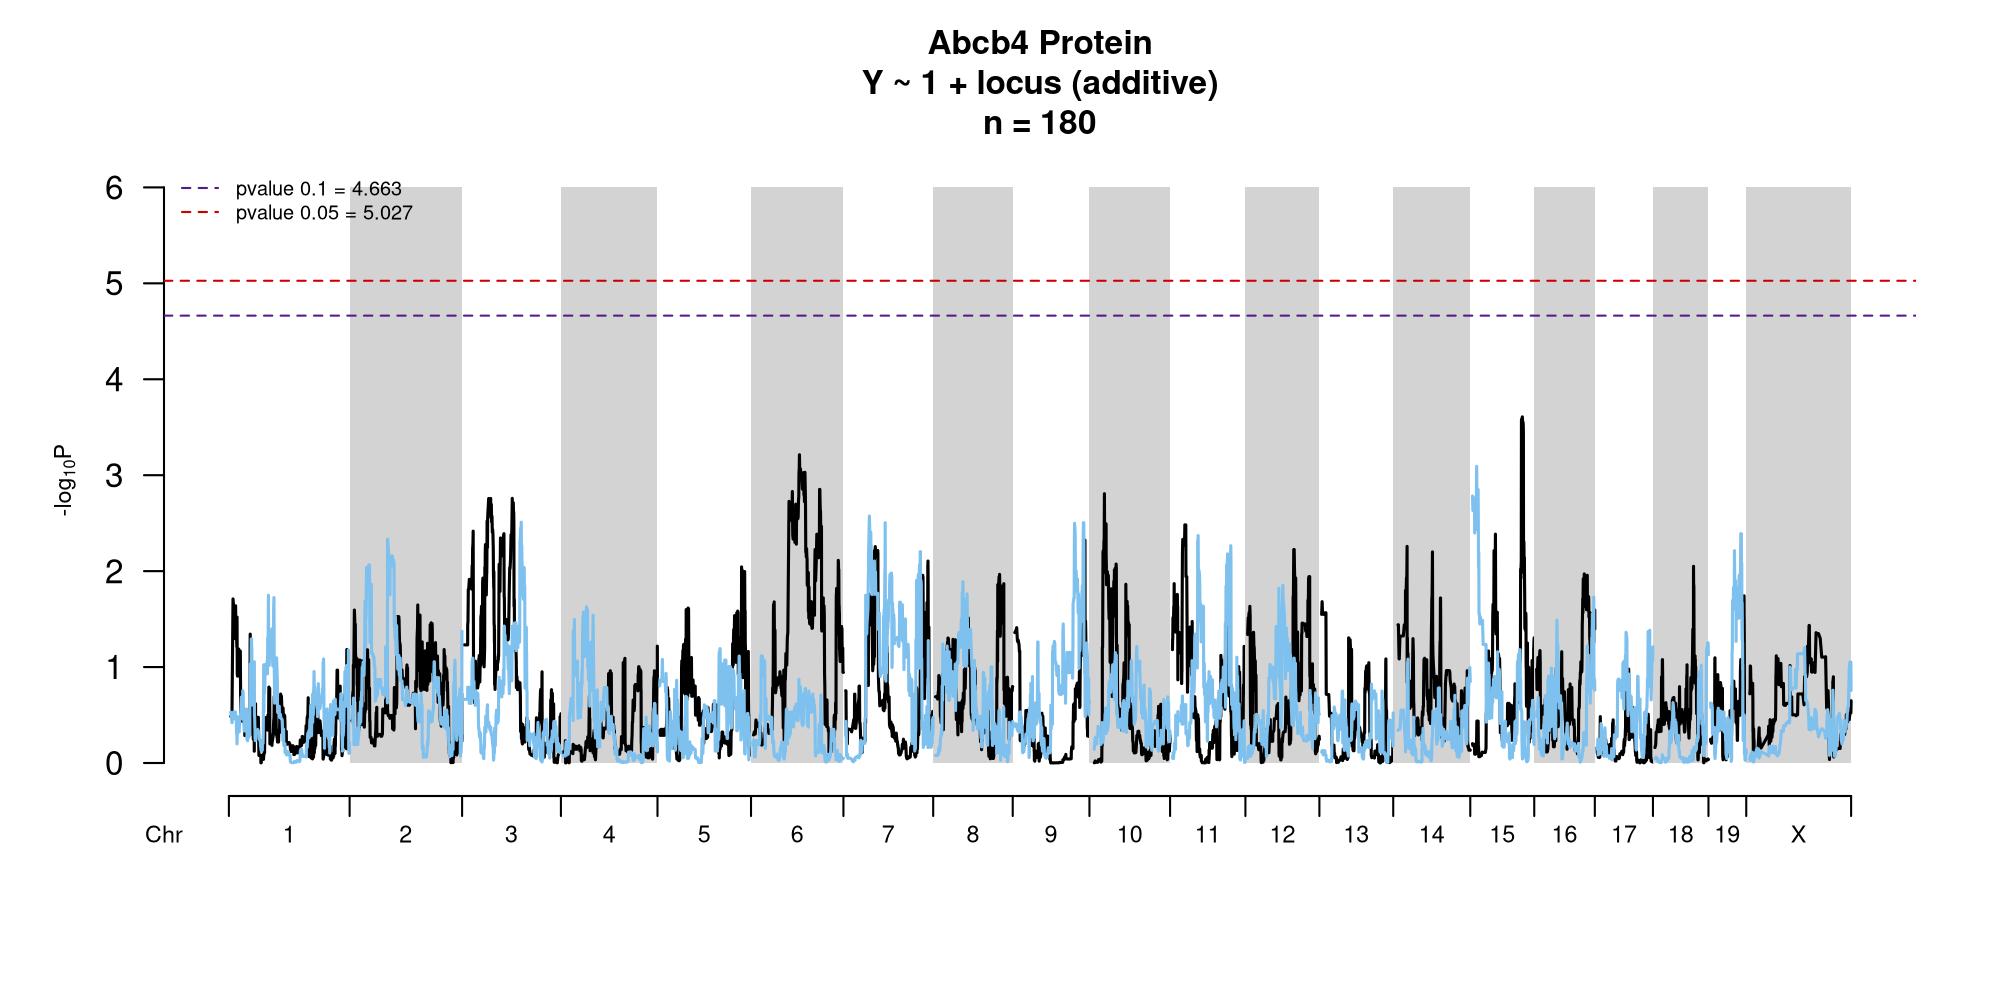 Abcb4 Protein
Y ~ 1 + locus (additive)
n = 180
pvalue 0.1 = 4.663
pvalue 0.05 = 5.027
6
5
4
3
2
1
0
-log10P
Chr 1 2 3 4 5 6 7 8 9 10 11 12 13 14 15 16 17 18 19 X